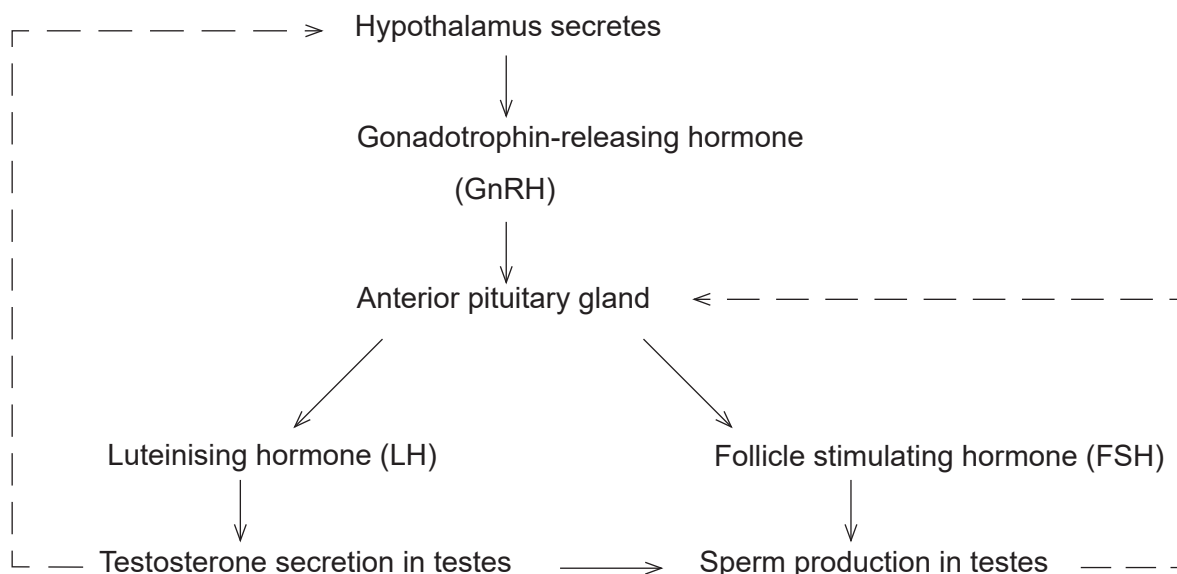 Hypothalamus secretes
Gonadotrophin-releasing hormone
(GnRH)
Anterior pituitary gland
Luteinising hormone (LH)
Follicle stimulating hormone (FSH)
Testosterone secretion in testes
Sperm production in testes